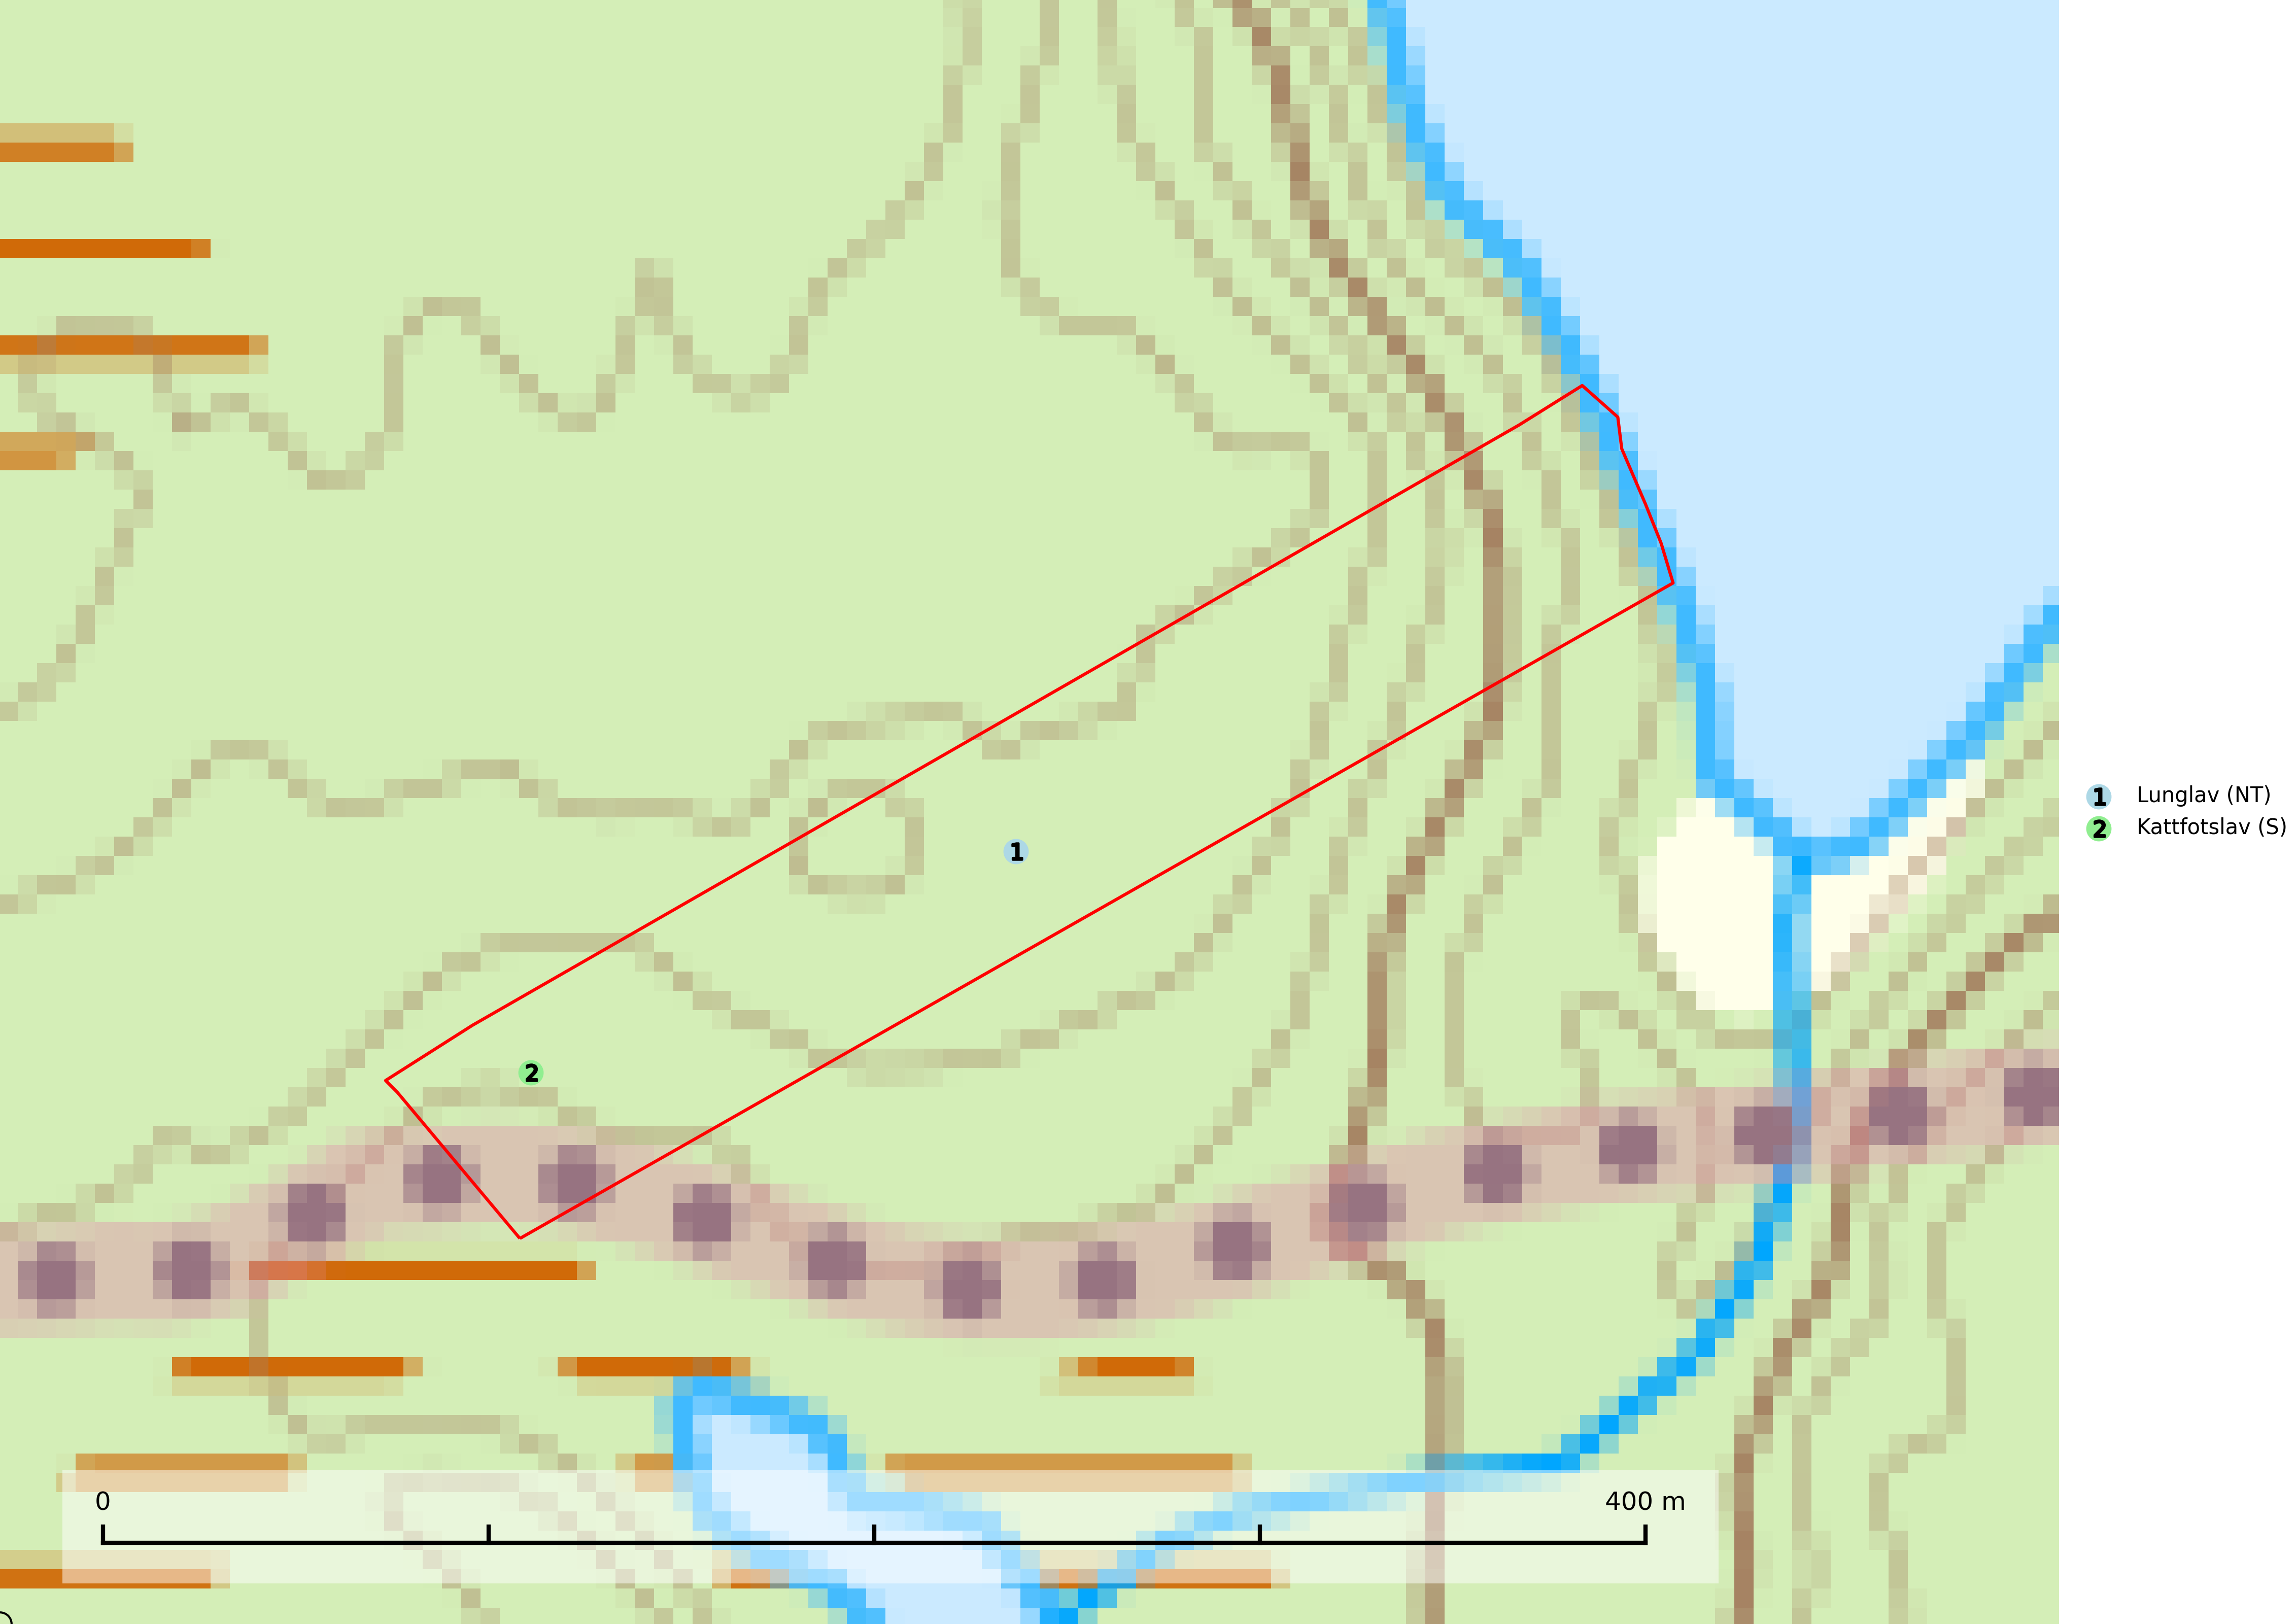 1
2
1 Lunglav (NT)
2 Kattfotslav (S)
0 400 m